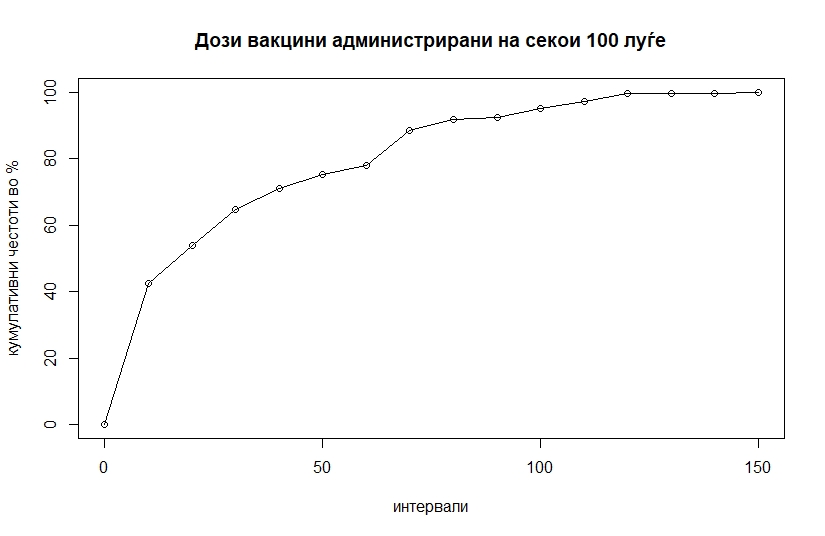 Дози вакцини администрирани на секои 100 луѓе
100
80
60
40
20
0
кумулативни честоти во %
0 50 100 150
интервали